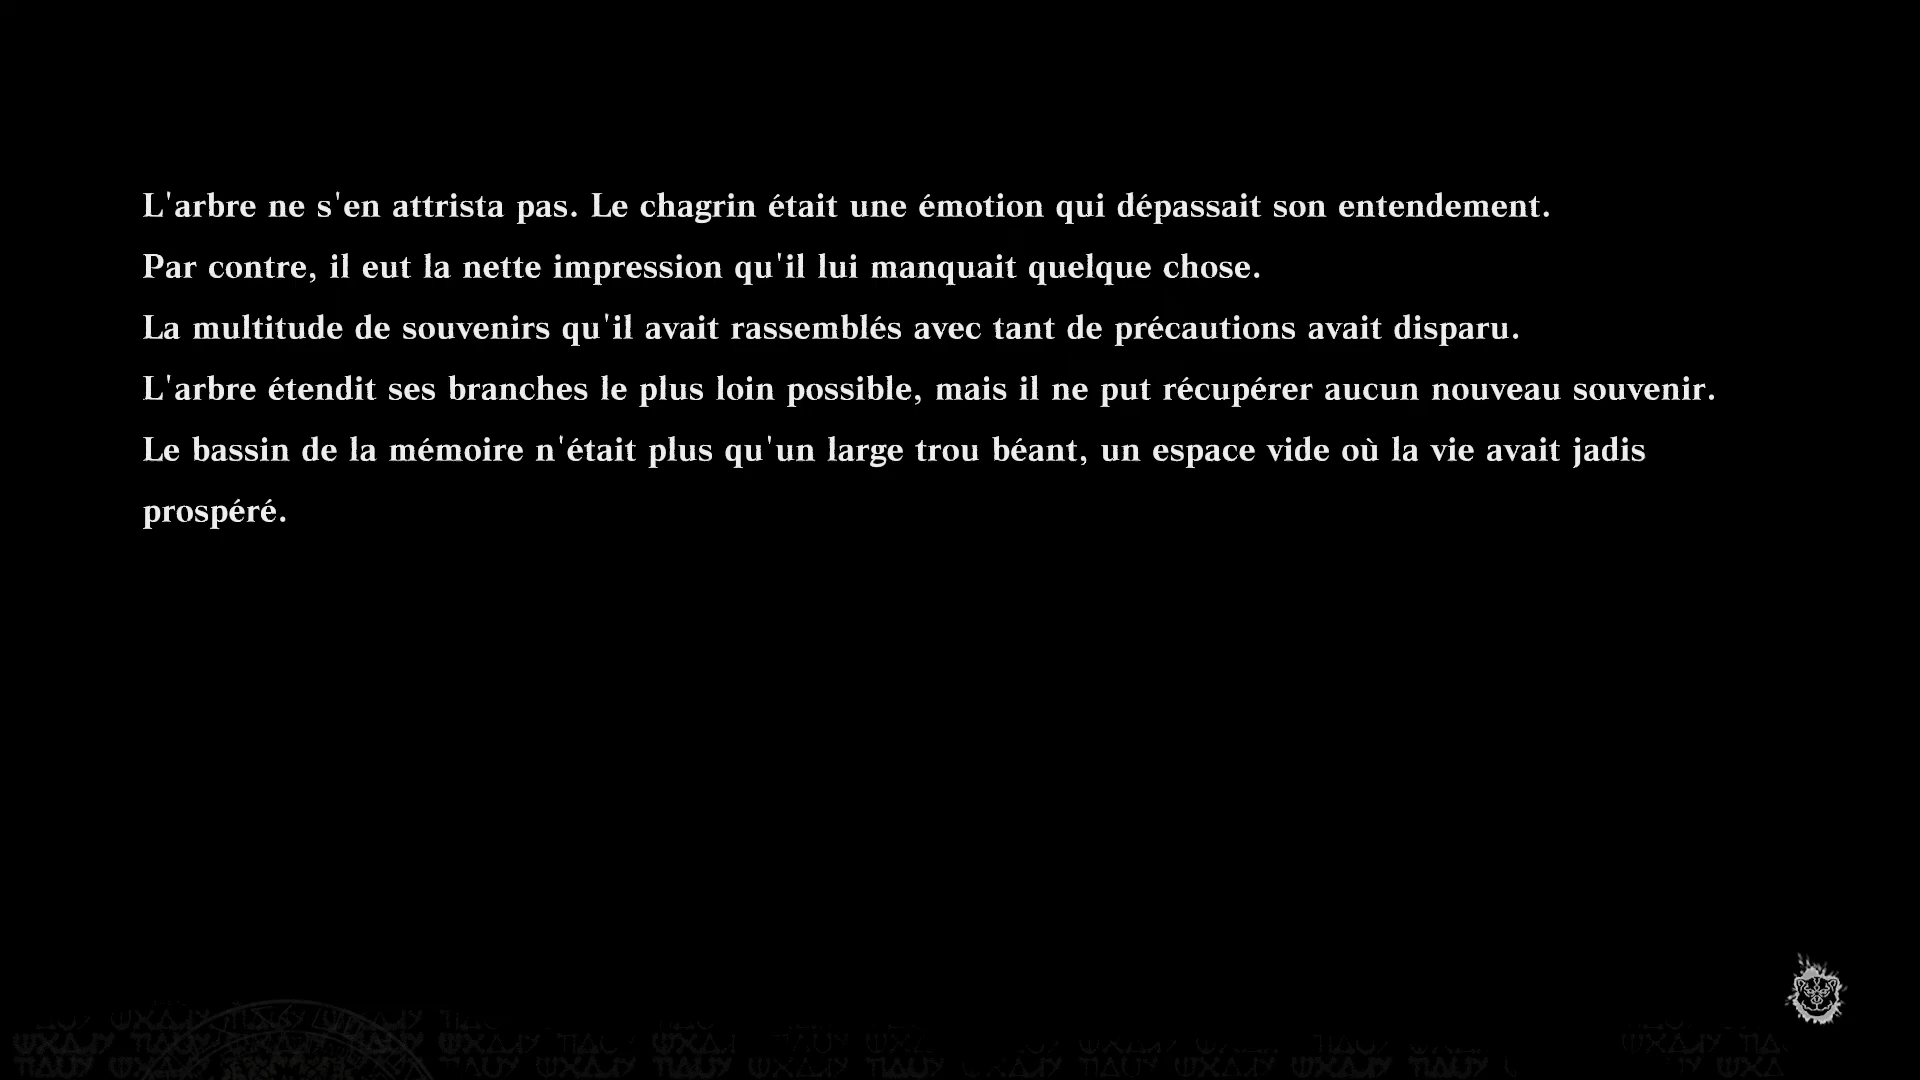 L'arbre ne s'en attrista pas. Le chagrin était une émotion qui dépassait son entendement.
Par contre, il eut la nette impression qu'il lui manquait quelque chose.
La multitude de souvenirs qu'il avait rassemblés avec tant de précautions avait disparu.
L'arbre étendit ses branches le plus loin possible, mais il ne put récupérer aucun nouveau souvenir.
Le bassin de la mémoire n'était plus qu'un large trou béant, un espace vide où la vie avait jadis
prospéré.